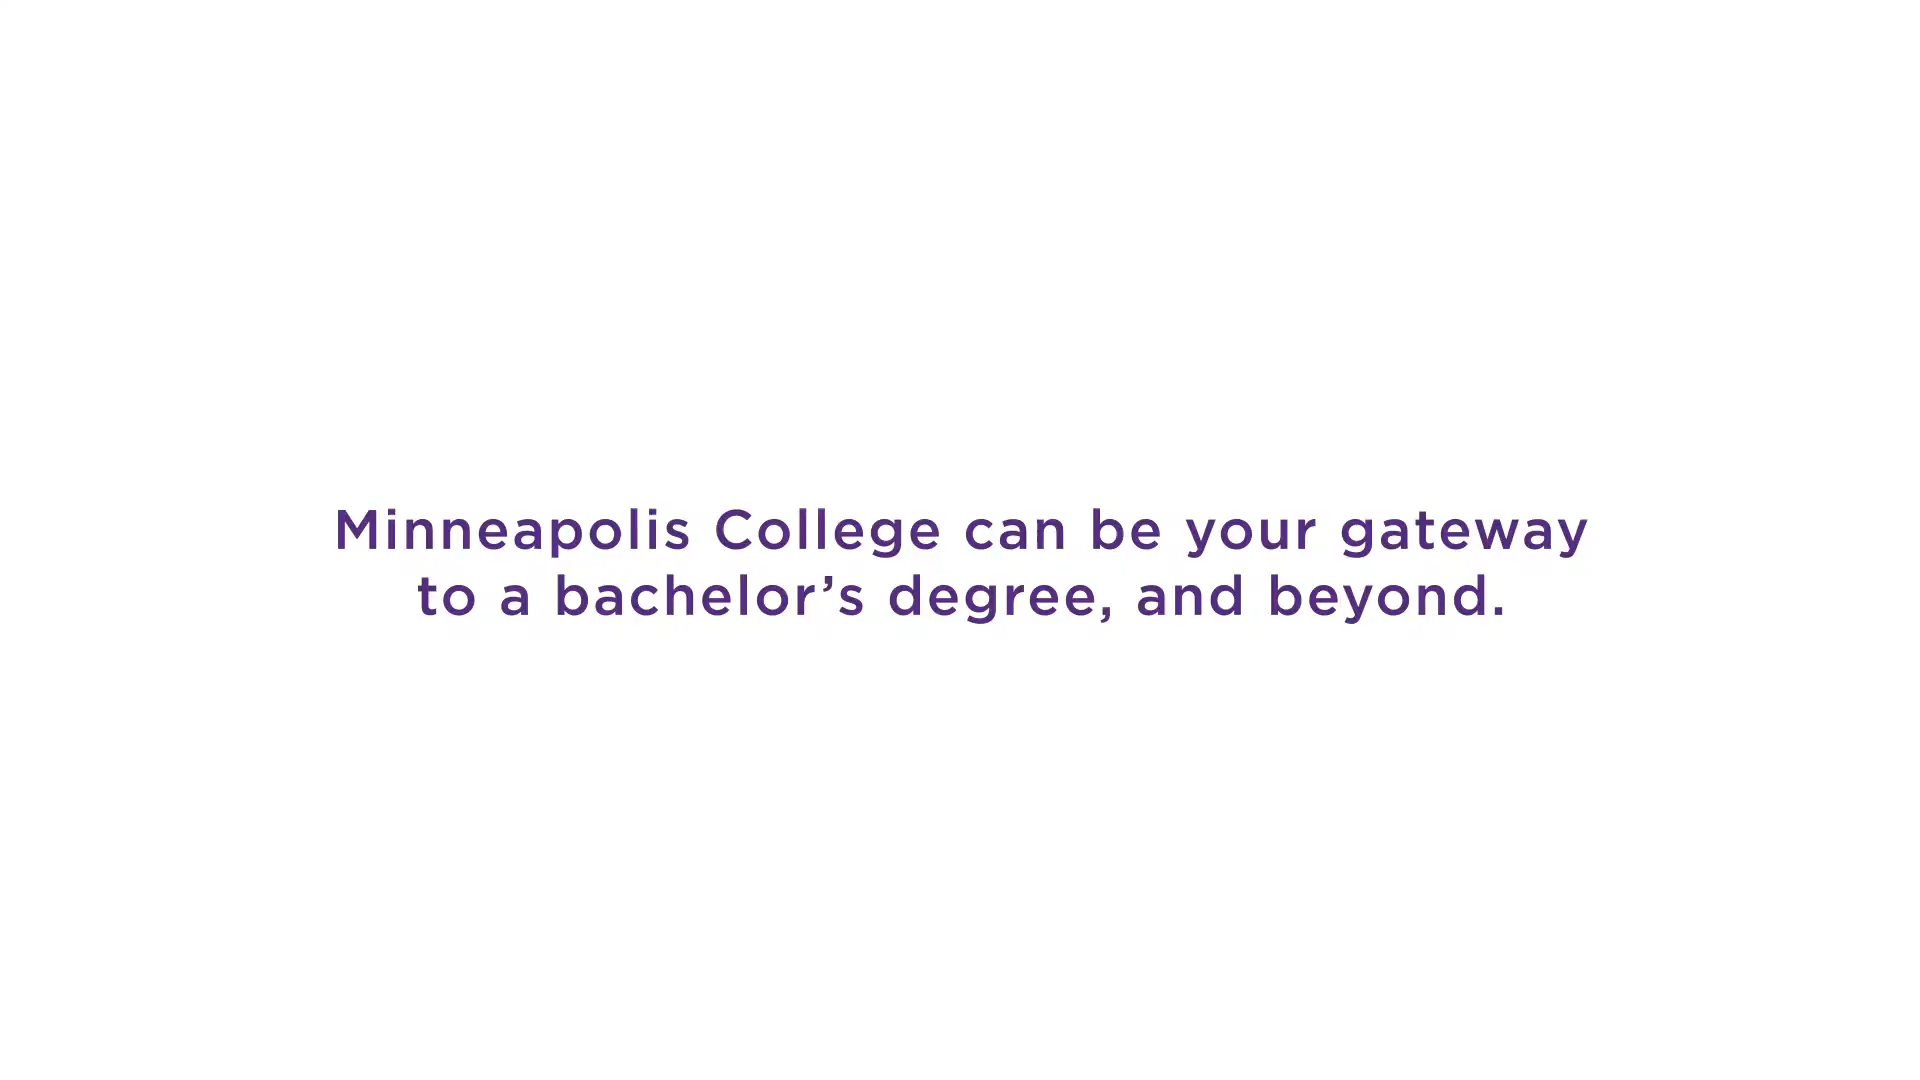 Minneapolis College can be your gateway
to a bachelor’s degree, and beyond.